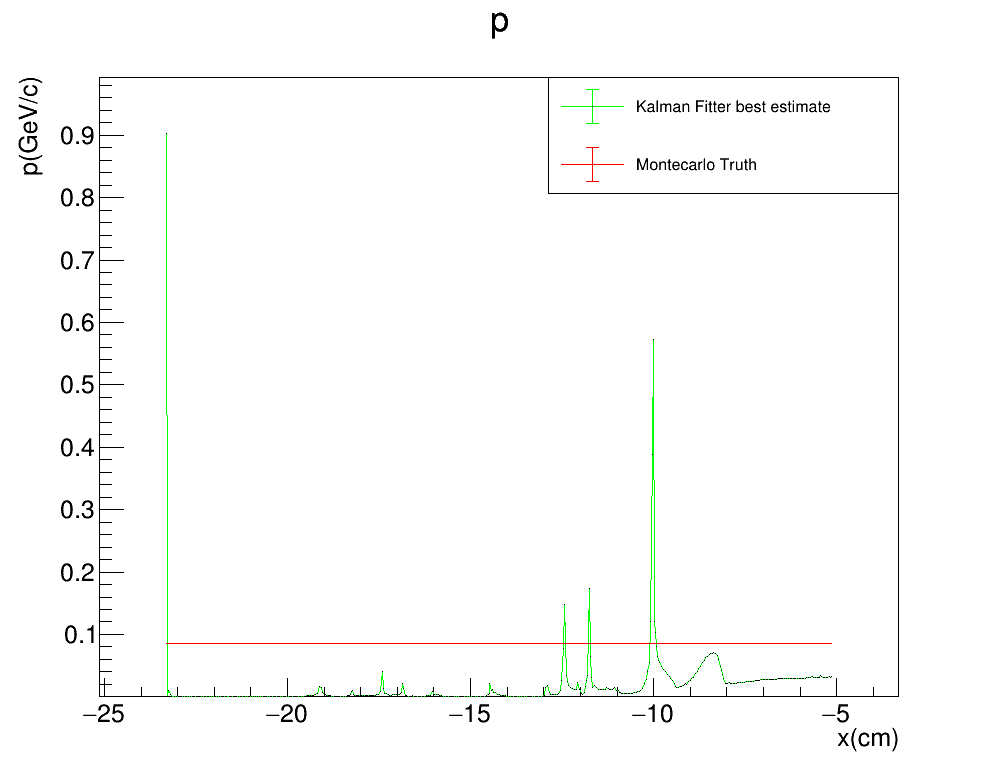 p
p(GeV/c)
Kalman Fitter best estimate
Montecarlo Truth
0.9
0.8
0.7
0.6
0.5
0.4
0.3
0.2
0.1
−25 −20 −15 −10 −5
x(cm)